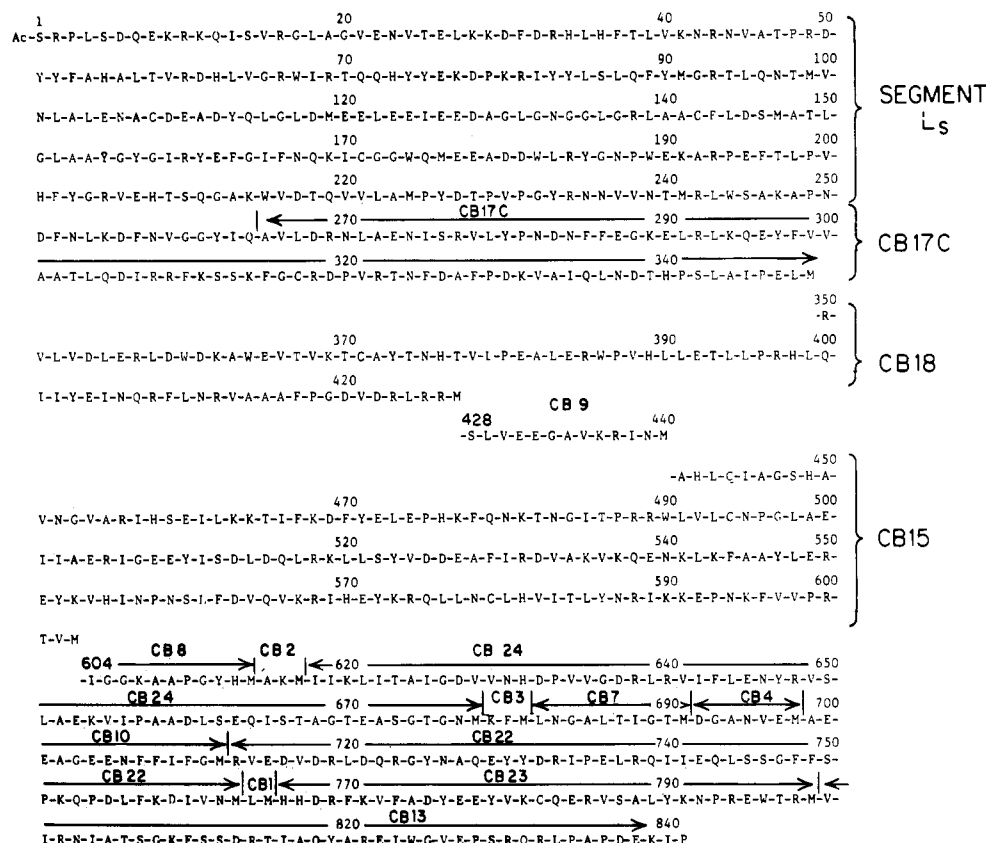 1 20 40 50
Ac-S-R-P-L-S-D-Q-E-K-R-K-Q-I-S-V-R-G-L-A-G-V-E-N-V-T-E-L-K-K-D-F-D-R-H-L-H-F-T-L-V-K-N-R-N-V-A-T-P-R-D-
70 90 100
Y-Y-F-A-H-A-L-T-V-R-D-H-L-V-G-R-W-I-R-T-Q-Q-H-Y-Y-E-K-D-P-K-R-I-Y-Y-L-S-L-Q-F-Y-M-G-R-T-L-Q-N-T-M-V-
120 140 150
N-L-A-L-E-N-A-C-D-E-A-D-Y-Q-L-G-L-D-M-E-E-L-E-E-I-E-E-D-A-G-L-G-N-G-G-L-G-R-L-A-A-C-F-L-D-S-M-A-T-L-
170 190 200
G-L-A-A-Y-G-Y-G-I-R-Y-E-F-G-I-F-N-Q-K-I-C-G-G-W-Q-M-E-E-A-D-D-W-L-R-Y-G-N-P-W-E-K-A-R-P-E-F-T-L-P-V-
220 240 250
H-F-Y-G-R-V-E-H-T-S-Q-G-A-K-W-V-D-T-Q-V-V-L-A-M-P-Y-D-T-P-V-P-G-Y-R-N-N-V-V-N-T-M-R-L-W-S-A-K-A-P-N-
SEGMENT
Ls
CB17C
270 290 300
D-F-N-L-K-D-F-N-V-G-G-Y-I-Q-A-V-L-D-R-N-L-A-E-N-I-S-R-V-L-Y-P-N-D-N-F-F-E-G-K-E-L-R-L-K-Q-E-Y-F-V-V-
320 340
A-A-T-L-Q-D-I-R-R-F-K-S-S-K-F-G-C-R-D-P-V-R-T-N-F-D-A-F-P-D-K-V-A-I-Q-L-N-D-T-H-P-S-L-A-I-P-E-L-M
CB17C
350
-R-
370 390 400
V-L-V-D-L-E-R-L-D-W-D-K-A-W-E-V-T-V-K-T-C-A-Y-T-N-H-T-V-L-P-E-A-L-E-R-W-P-V-H-L-L-E-T-L-L-P-R-H-L-Q-
420
I-I-Y-E-I-N-Q-R-F-L-N-R-V-A-A-A-F-P-G-D-V-D-R-L-R-R-M
CB18
CB 9
428 440
-S-L-V-E-E-G-A-V-K-R-I-N-M
450
-A-H-L-C-I-A-G-S-H-A-
470 490 500
V-N-G-V-A-R-I-H-S-E-I-L-K-K-T-I-F-K-D-F-Y-E-L-E-P-H-K-F-Q-N-K-T-N-G-I-T-P-R-R-W-L-V-L-C-N-P-G-L-A-E-
520 540 550
I-I-A-E-R-I-G-E-E-Y-I-S-D-L-D-Q-L-R-K-L-L-S-Y-V-D-D-E-A-F-I-R-D-V-A-K-V-K-Q-E-N-K-L-K-F-A-A-Y-L-E-R-
570 590 600
E-Y-K-V-H-I-N-P-N-S-L-F-D-V-Q-V-K-R-I-H-E-Y-K-R-Q-L-L-N-C-L-H-V-I-T-L-Y-N-R-I-K-K-E-P-N-K-F-V-V-P-R-
CB15
T-V-M
604 CB8 CB2 620 CB 24 640 650
-I-G-G-K-A-A-P-G-Y-H-M-A-K-M-I-I-K-L-I-T-A-I-G-D-V-V-N-H-D-P-V-V-G-D-R-L-R-V-I-F-L-E-N-Y-R-V-S-
CB24 670 CB3 CB7 690 CB4 700
L-A-E-K-V-I-P-A-A-D-L-S-E-Q-I-S-T-A-G-T-E-A-S-G-T-G-N-M-K-F-M-L-N-G-A-L-T-I-G-T-M-D-G-A-N-V-E-M-A-E-
CB10 720 CB22 740 750
E-A-G-E-E-N-F-F-I-F-G-M-R-V-E-D-V-D-R-L-D-Q-R-G-Y-N-A-Q-E-Y-Y-D-R-I-P-E-L-R-Q-I-I-E-Q-L-S-S-G-F-F-S-
CB22 CB1 770 CB23 790
P-K-Q-P-D-L-F-K-D-I-V-N-M-L-M-H-H-D-R-F-K-V-F-A-D-Y-E-E-Y-V-K-C-Q-E-R-V-S-A-L-Y-K-N-P-R-E-W-T-R-M-V-
820 CB13 840
I-R-N-I-A-T-S-G-K-F-S-S-D-R-T-I-A-Q-Y-A-R-E-I-W-G-V-E-P-S-R-Q-R-L-P-A-P-D-E-K-I-P